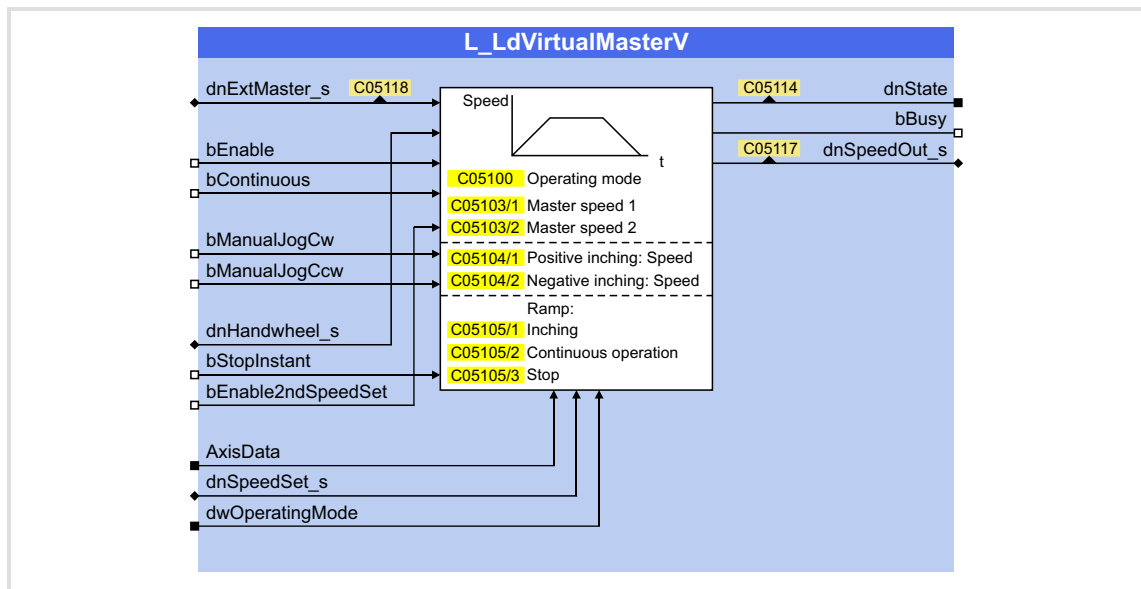 L_LdVirtualMasterV
dnExtMaster_s C05118
bEnable
bContinuous
bManualJogCw
bManualJogCcw
dnHandwheel_s
bStopInstant
bEnable2ndSpeedSet
AxisData
dnSpeedSet_s
dwOperatingMode
Speed
t
C05100 Operating mode
C05103/1 Master speed 1
C05103/2 Master speed 2
C05104/1 Positive inching: Speed
C05104/2 Negative inching: Speed
Ramp:
C05105/1 Inching
C05105/2 Continuous operation
C05105/3 Stop
C05114 dnState
bBusy
C05117 dnSpeedOut_s